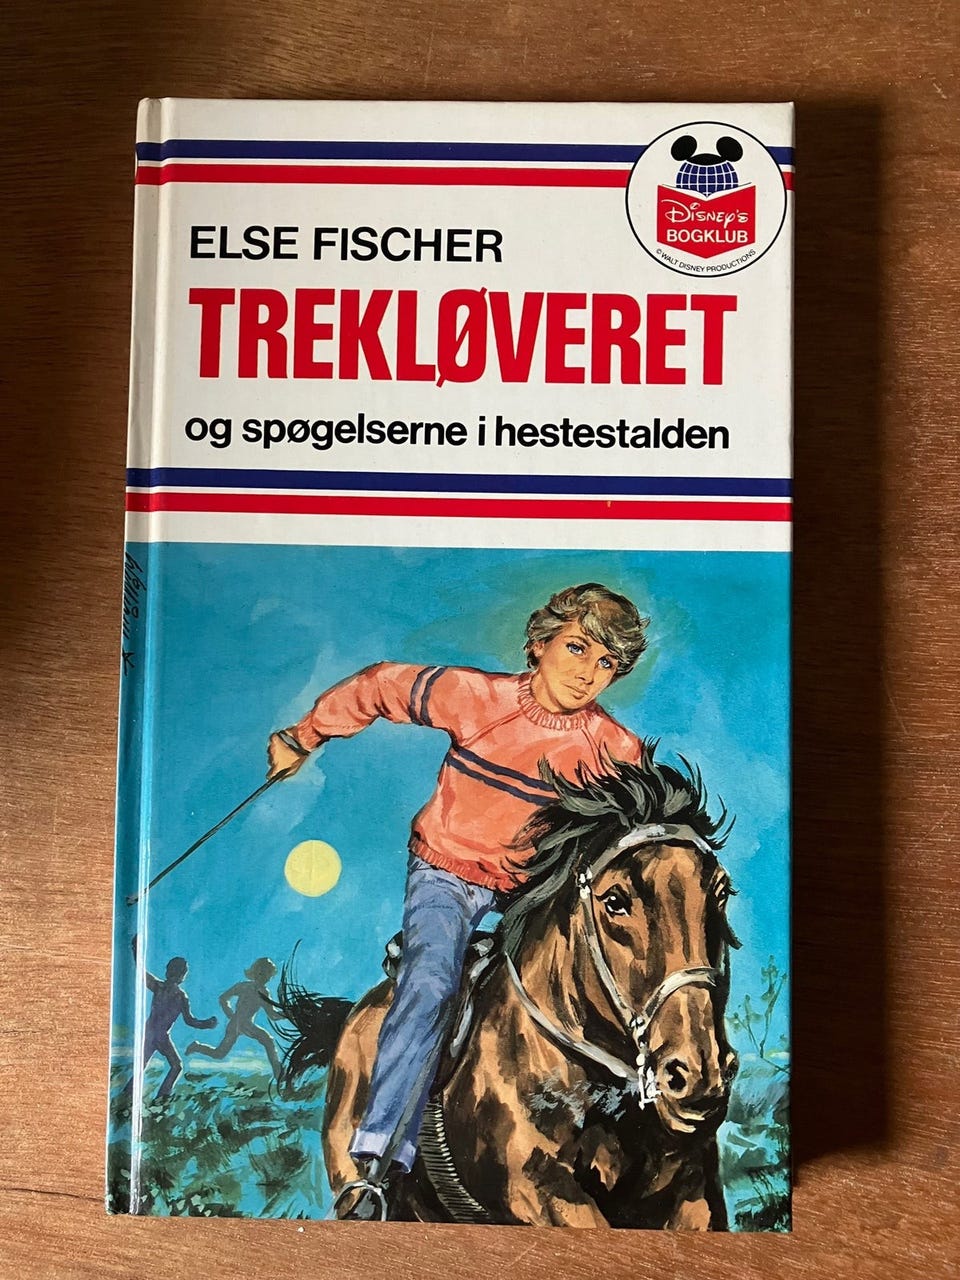 ELSE FISCHER
TREKLØVERET
og spøgelserne i hestestalden
DISNEY'S
BOGKLUB
©WALT DISNEY PRODUCTIONS